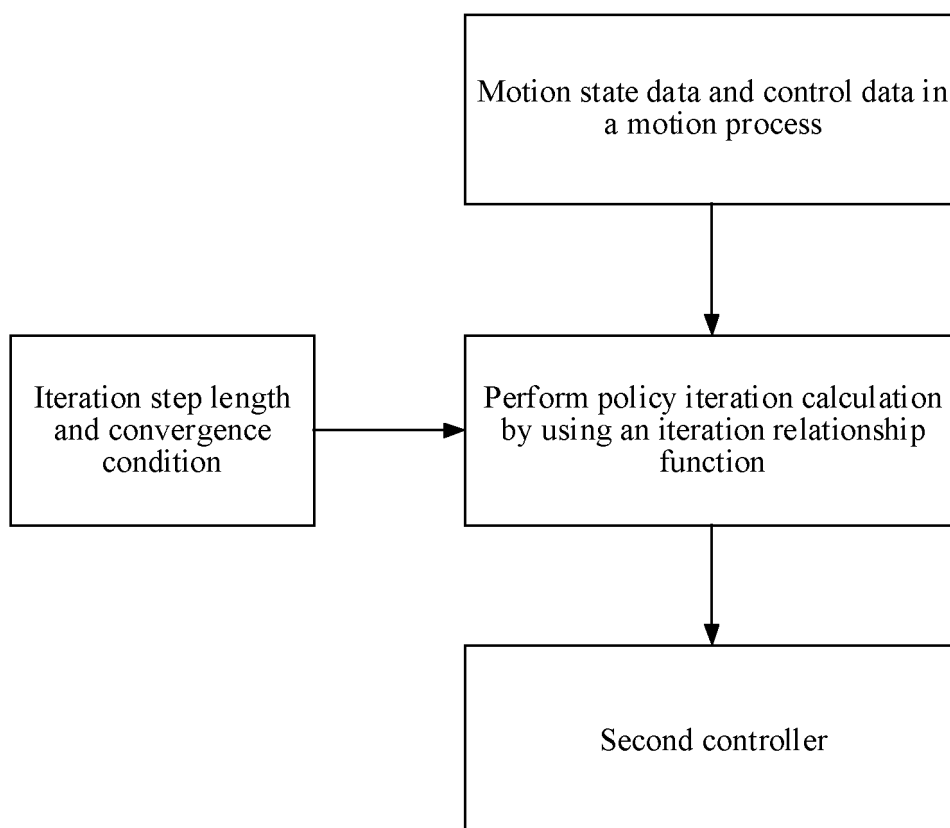 Motion state data and control data in
a motion process
Iteration step length
and convergence
condition
Perform policy iteration calculation
by using an iteration relationship
function
Second controller